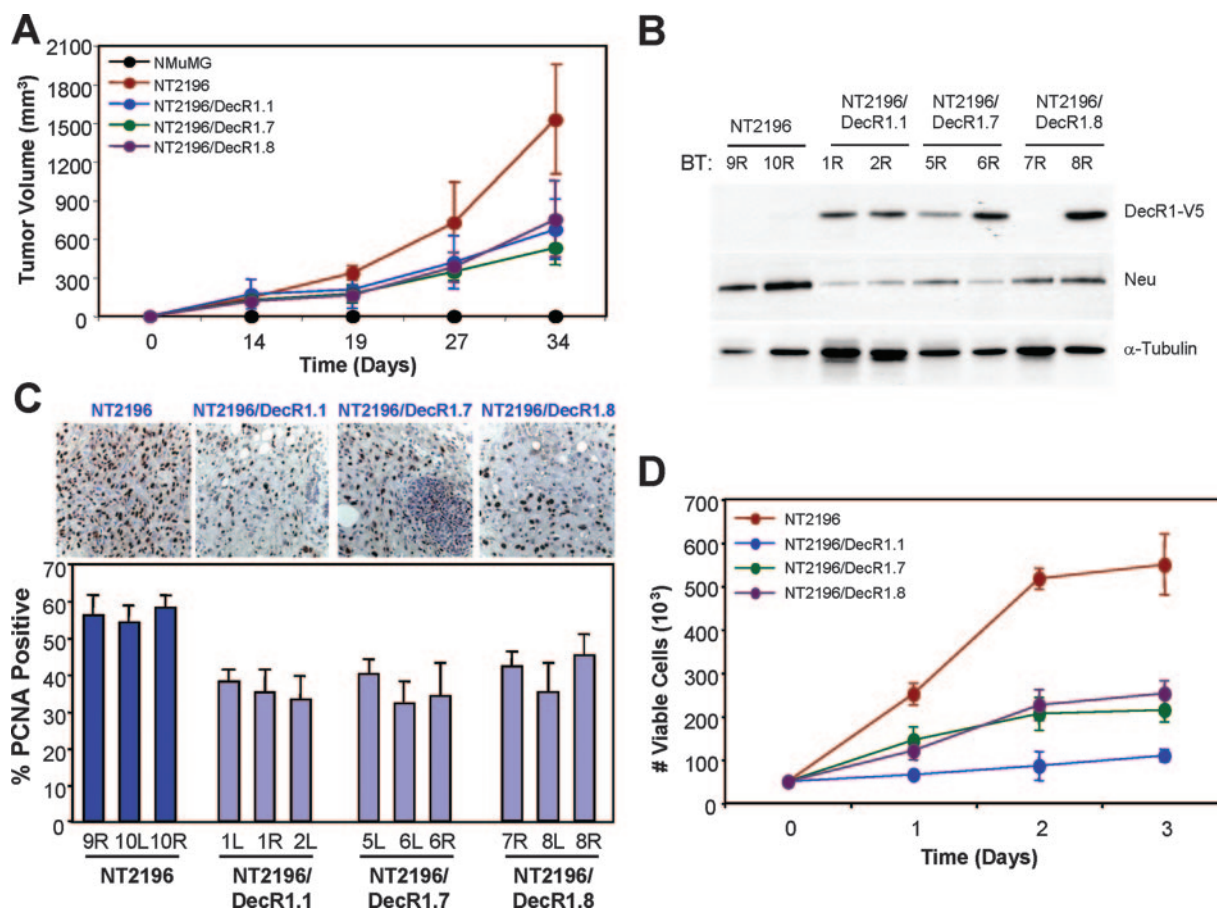 A
Tumor Volume (mm³)
2100
1800
1500
1200
900
600
300
0
NMuMG
NT2196
NT2196/DecR1.1
NT2196/DecR1.7
NT2196/DecR1.8
0 14 19 27 34
Time (Days)
B
NT2196 NT2196/DecR1.1 NT2196/DecR1.7 NT2196/DecR1.8
BT: 9R 10R 1R 2R 5R 6R 7R 8R
DecR1-V5
Neu
α-Tubulin
C
NT2196 NT2196/DecR1.1 NT2196/DecR1.7 NT2196/DecR1.8
% PCNA Positive
70
60
50
40
30
20
10
0
9R 10L 10R 1L 1R 2L 5L 6L 6R 7R 8L 8R
NT2196 NT2196/ NT2196/ NT2196/
DecR1.1 DecR1.7 DecR1.8
D
# Viable Cells (10³)
700
600
500
400
300
200
100
0
NT2196
NT2196/DecR1.1
NT2196/DecR1.7
NT2196/DecR1.8
0 1 2 3
Time (Days)